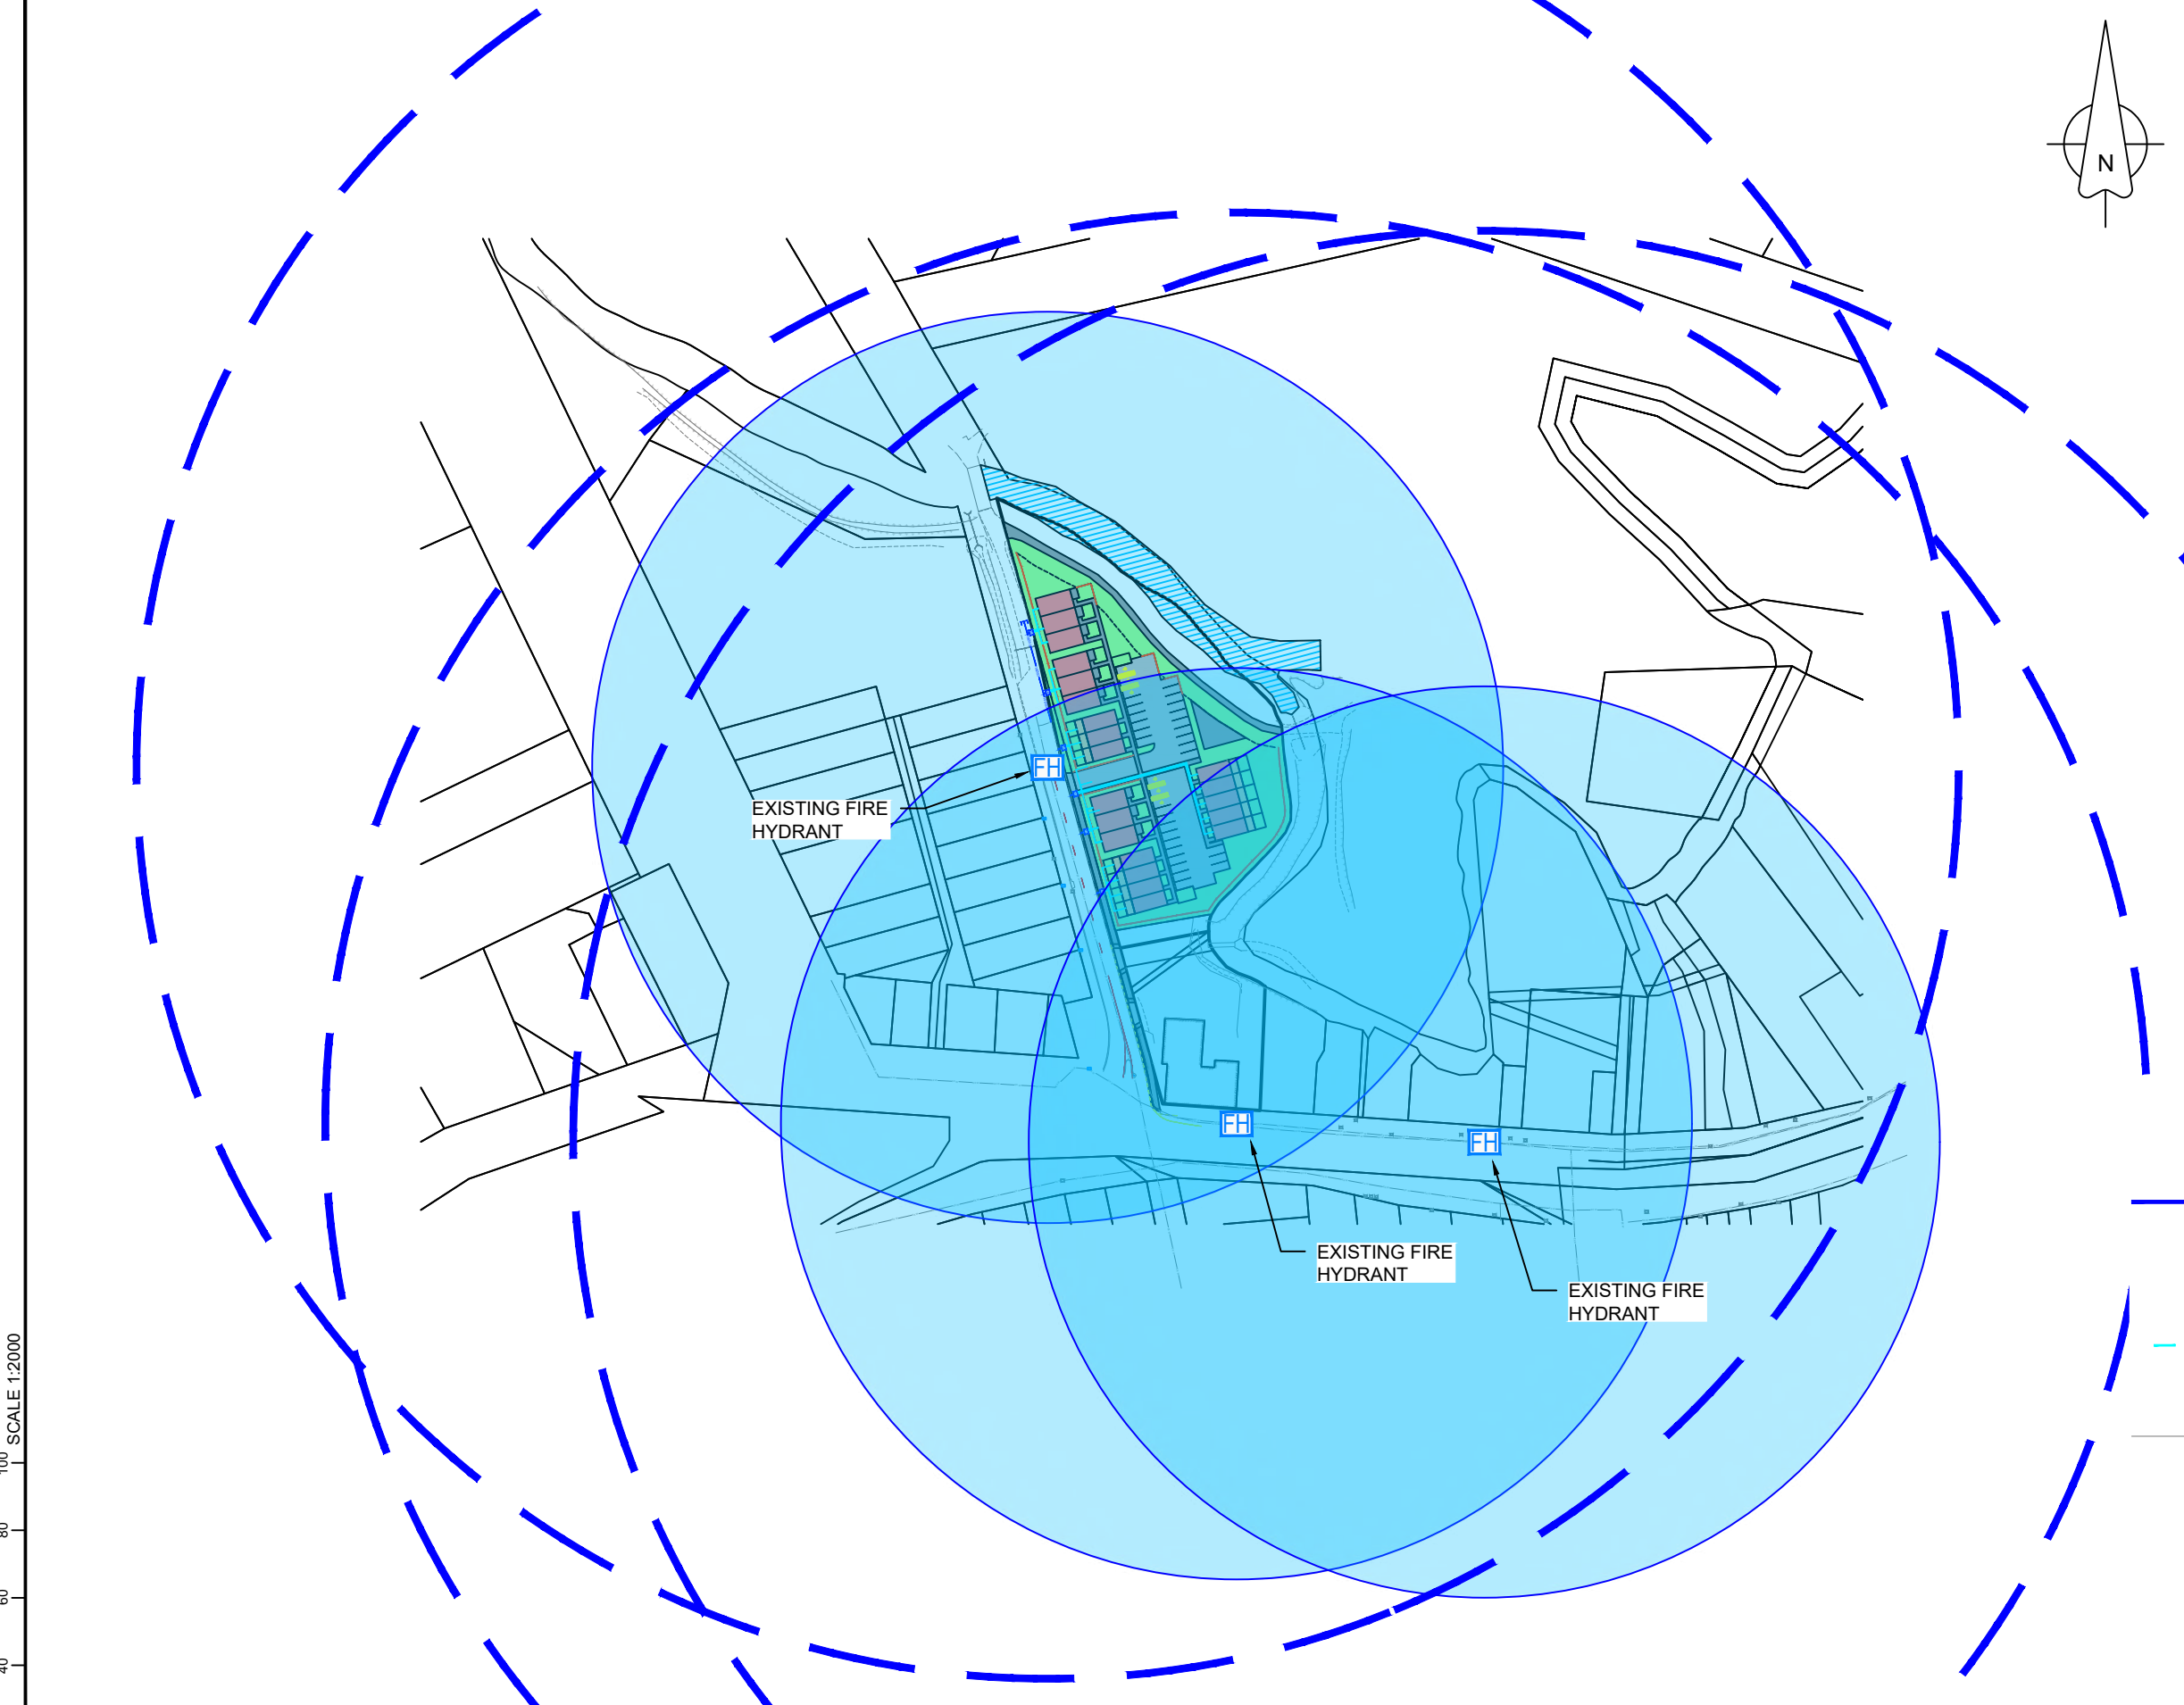 N
FH
EXISTING FIRE
HYDRANT
FH
FH
EXISTING FIRE
HYDRANT
EXISTING FIRE
HYDRANT
SCALE 1:2000
100
80
60
40